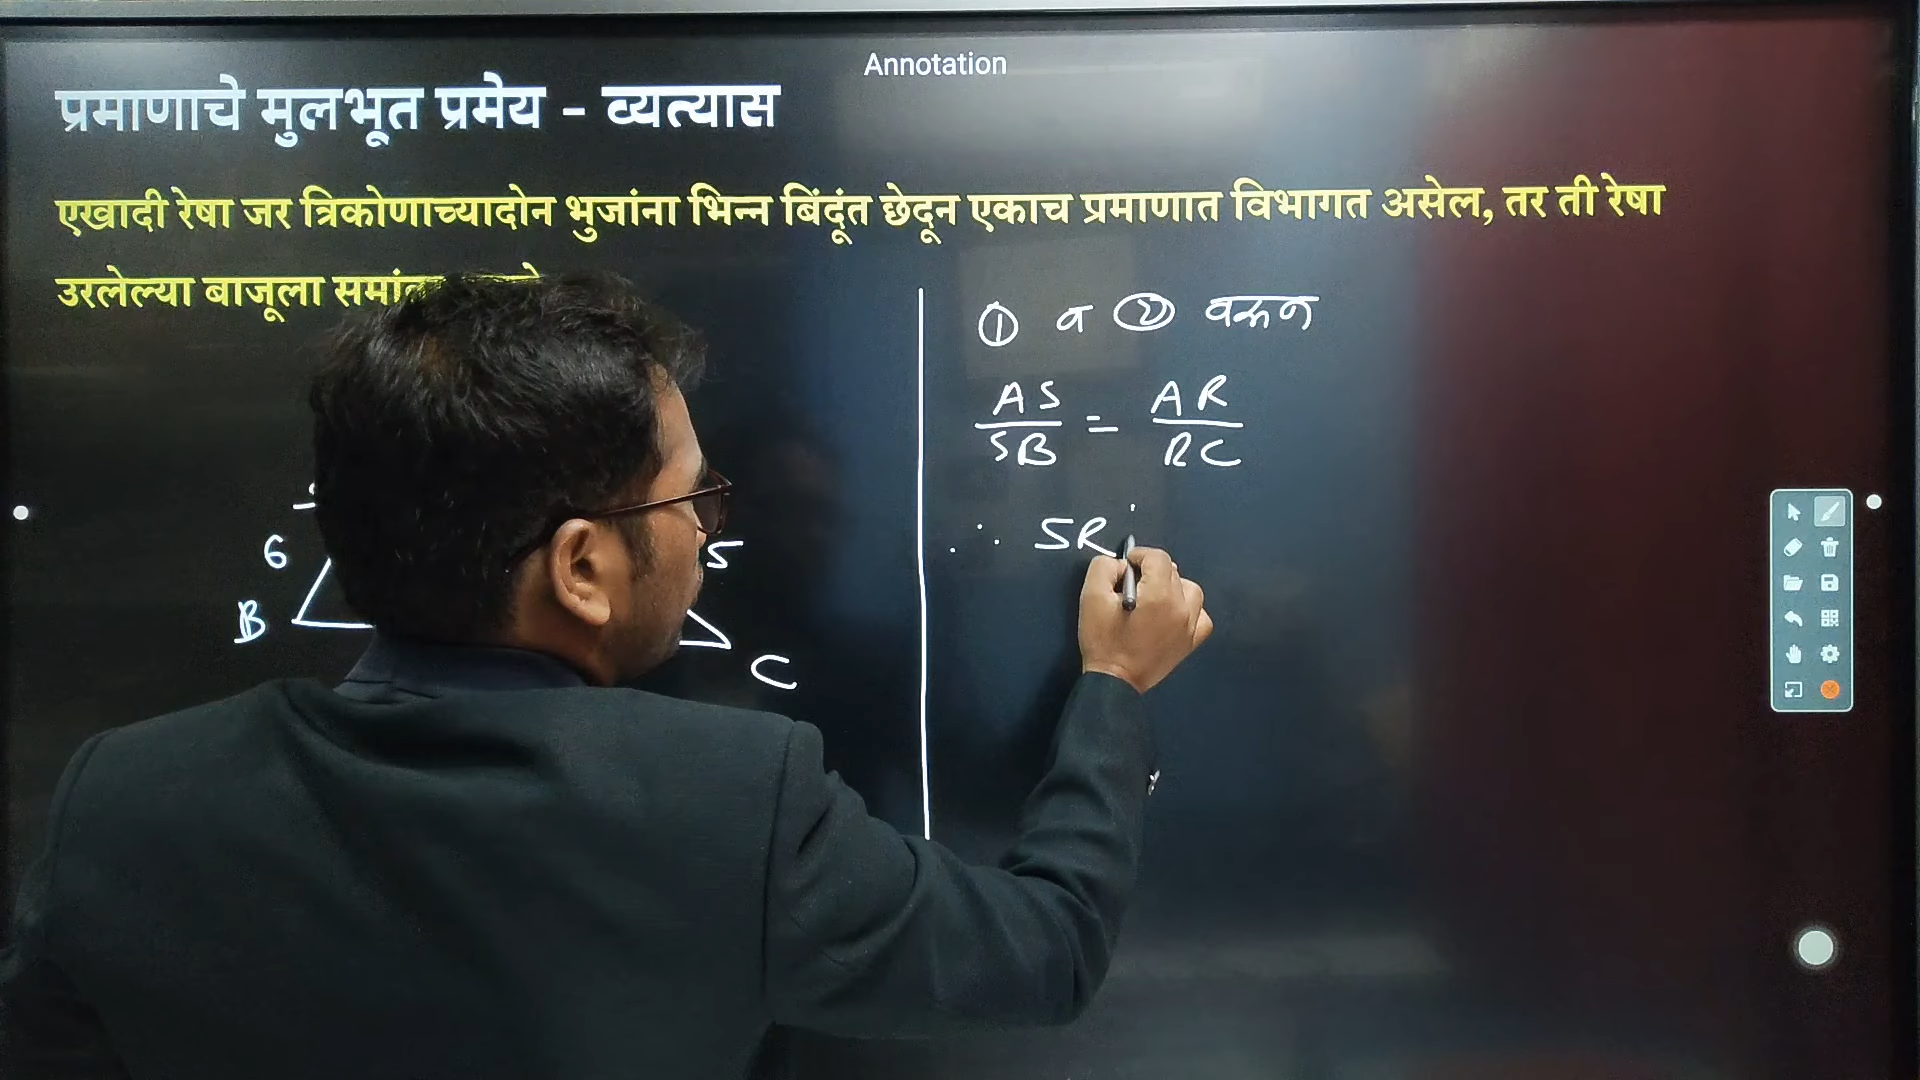 Annotation
प्रमाणाचे मुलभूत प्रमेय - व्यत्यास
एखादी रेषा जर त्रिकोणाच्यादोन भुजांना भिन्न बिंदूंत छेदून एकाच प्रमाणात विभागत असेल, तर ती रेषा
उरलेल्या बाजूला
① व ② वरून
AS/SB = AR/RC
∴ SR
6
5
B
C